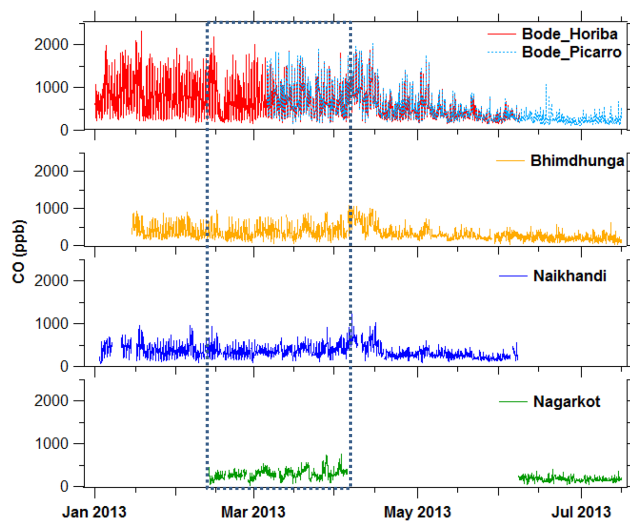 Bode_Horiba
Bode_Picarro
2000
1000
0
Bhimdhunga
2000
1000
0
CO (ppb)
Naikhandi
2000
1000
0
Nagarkot
2000
1000
0
Jan 2013
Mar 2013
May 2013
Jul 2013